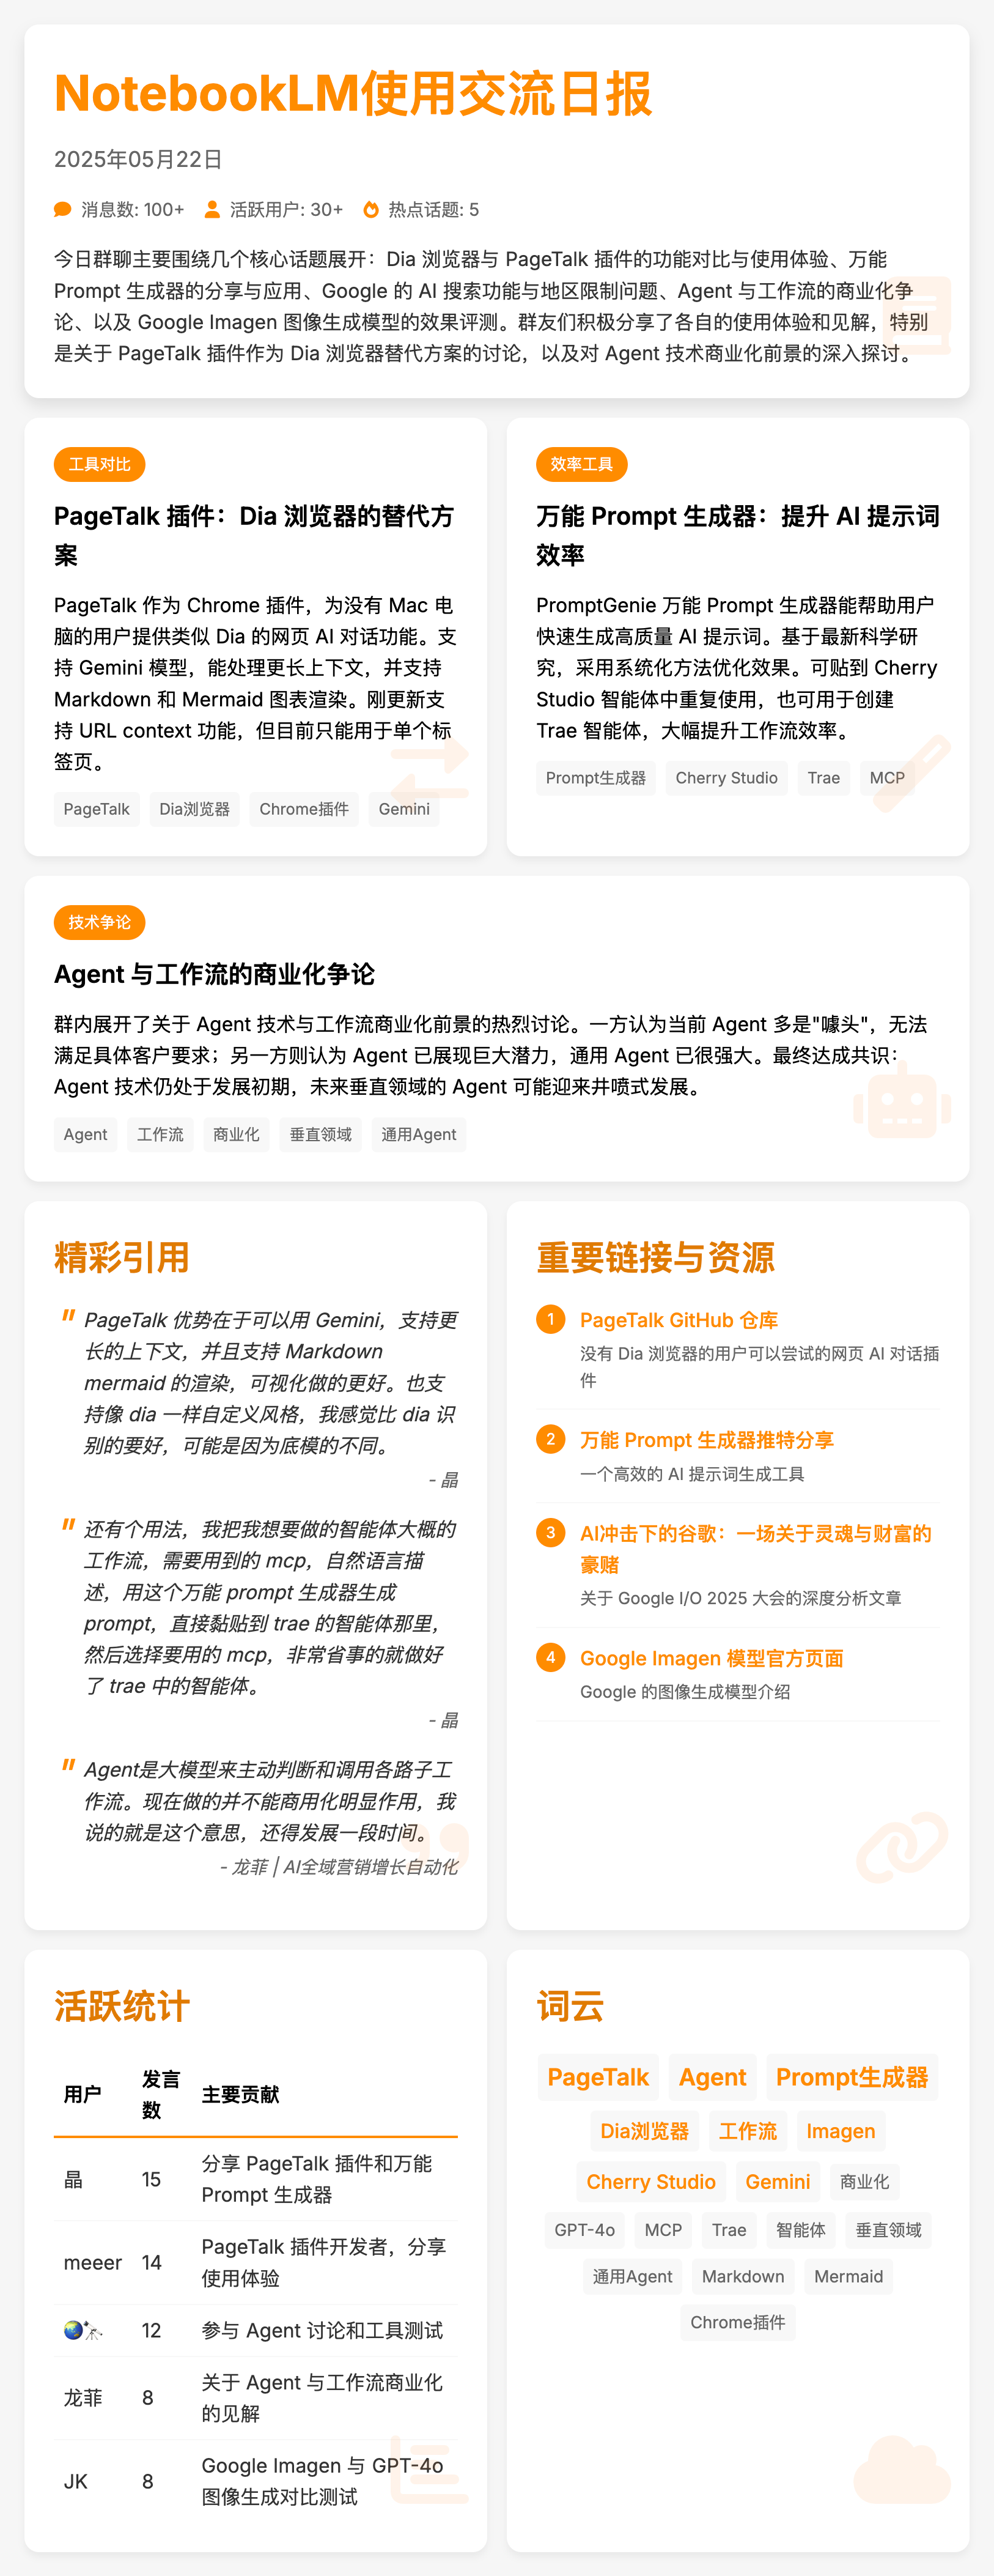 NotebookLM使用交流日报
2025年05月22日
消息数: 100+ 活跃用户: 30+ 热点话题: 5
今日群聊主要围绕几个核心话题展开：Dia 浏览器与 PageTalk 插件的功能对比与使用体验、万能
Prompt 生成器的分享与应用、Google 的 AI 搜索功能与地区限制问题、Agent 与工作流的商业化争
论、以及 Google Imagen 图像生成模型的效果评测。群友们积极分享了各自的使用体验和见解，特别
是关于 PageTalk 插件作为 Dia 浏览器替代方案的讨论，以及对 Agent 技术商业化前景的深入探讨。
工具对比
PageTalk 插件：Dia 浏览器的替代方
案
PageTalk 作为 Chrome 插件，为没有 Mac 电
脑的用户提供类似 Dia 的网页 AI 对话功能。支
持 Gemini 模型，能处理更长上下文，并支持
Markdown 和 Mermaid 图表渲染。刚更新支
持 URL context 功能，但目前只能用于单个标
签页。
PageTalk Dia浏览器 Chrome插件 Gemini
效率工具
万能 Prompt 生成器：提升 AI 提示词
效率
PromptGenie 万能 Prompt 生成器能帮助用户
快速生成高质量 AI 提示词。基于最新科学研
究，采用系统化方法优化效果。可贴到 Cherry
Studio 智能体中重复使用，也可用于创建
Trae 智能体，大幅提升工作流效率。
Prompt生成器 Cherry Studio Trae MCP
技术争论
Agent 与工作流的商业化争论
群内展开了关于 Agent 技术与工作流商业化前景的热烈讨论。一方认为当前 Agent 多是"噱头"，无法
满足具体客户要求；另一方则认为 Agent 已展现巨大潜力，通用 Agent 已很强大。最终达成共识：
Agent 技术仍处于发展初期，未来垂直领域的 Agent 可能迎来井喷式发展。
Agent 工作流 商业化 垂直领域 通用Agent
精彩引用
"
PageTalk 优势在于可以用 Gemini，支持更
长的上下文，并且支持 Markdown
mermaid 的渲染，可视化做的更好。也支
持像 dia 一样自定义风格，我感觉比 dia 识
别的要好，可能是因为底模的不同。
- 晶
"
还有个用法，我把我想要做的智能体大概的
工作流，需要用到的 mcp，自然语言描
述，用这个万能 prompt 生成器生成
prompt，直接黏贴到 trae 的智能体那里，
然后选择要用的 mcp，非常省事的就做好
了 trae 中的智能体。
- 晶
"
Agent是大模型来主动判断和调用各路子工
作流。现在做的并不能商用化明显作用，我
说的就是这个意思，还得发展一段时间。
- 龙菲 | AI全域营销增长自动化
重要链接与资源
1 PageTalk GitHub 仓库
没有 Dia 浏览器的用户可以尝试的网页 AI 对话插
件
2 万能 Prompt 生成器推特分享
一个高效的 AI 提示词生成工具
3 AI冲击下的谷歌：一场关于灵魂与财富的
豪赌
关于 Google I/O 2025 大会的深度分析文章
4 Google Imagen 模型官方页面
Google 的图像生成模型介绍
活跃统计
用户 发言数 主要贡献
晶 15 分享 PageTalk 插件和万能
Prompt 生成器
meeer 14 PageTalk 插件开发者，分享
使用体验
🌏🔭 12 参与 Agent 讨论和工具测试
龙菲 8 关于 Agent 与工作流商业化
的见解
JK 8 Google Imagen 与 GPT-4o
图像生成对比测试
词云
PageTalk Agent Prompt生成器
Dia浏览器 工作流 Imagen
Cherry Studio Gemini 商业化
GPT-4o MCP Trae 智能体 垂直领域
通用Agent Markdown Mermaid
Chrome插件